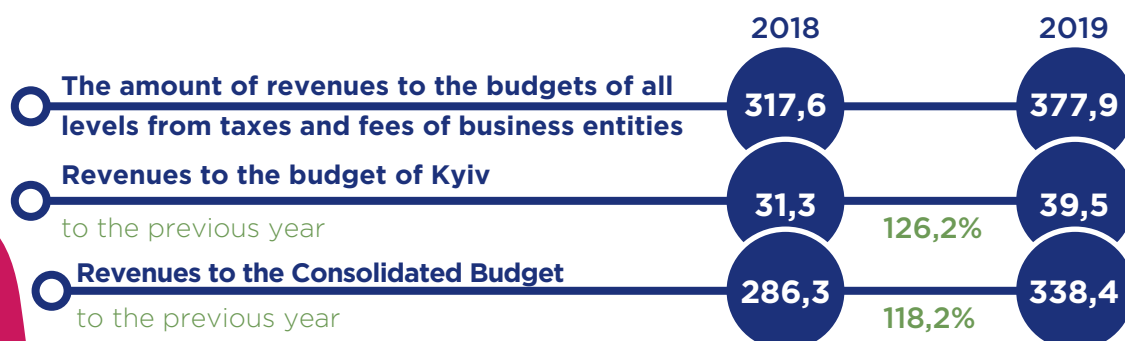 2018 2019
The amount of revenues to the budgets of all
levels from taxes and fees of business entities
317,6 377,9
Revenues to the budget of Kyiv
31,3 39,5
to the previous year 126,2%
Revenues to the Consolidated Budget
286,3 338,4
to the previous year 118,2%